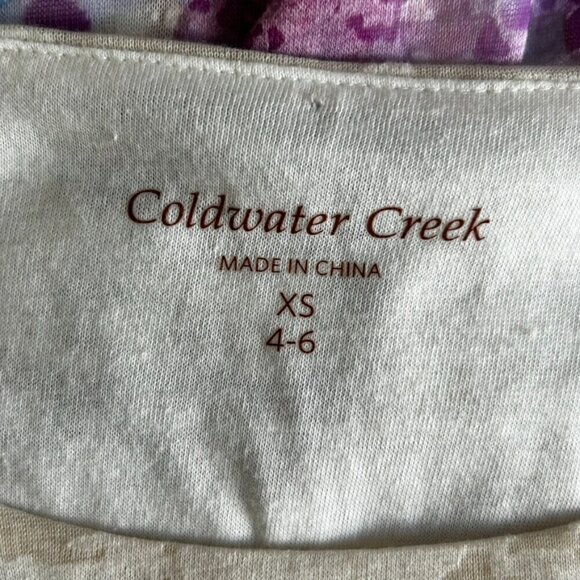 Coldwater Creek
MADE IN CHINA
XS
4-6